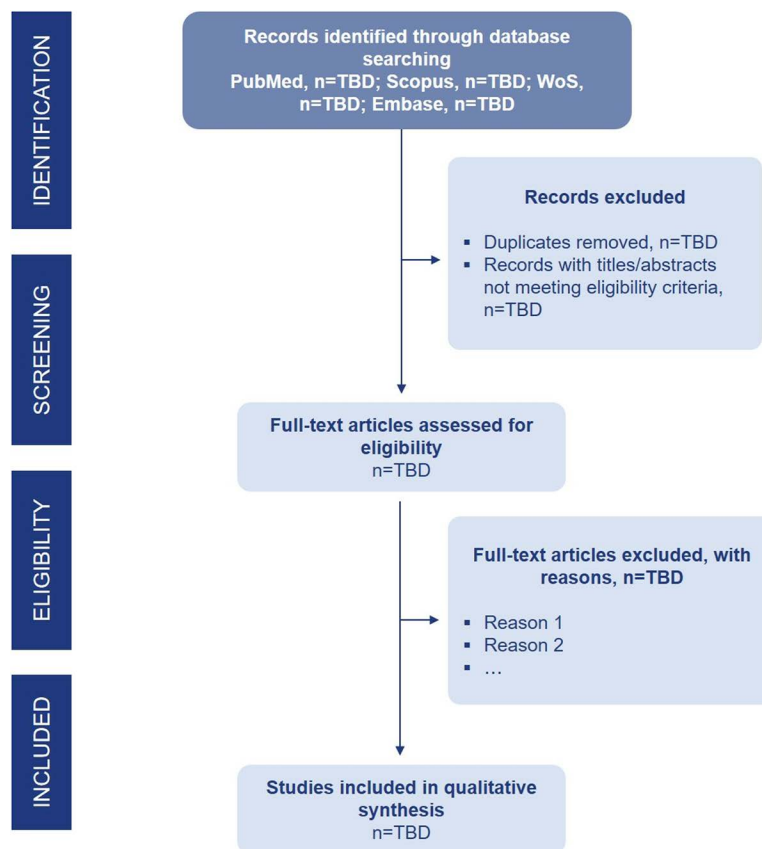 IDENTIFICATION
Records identified through database
searching
PubMed, n=TBD; Scopus, n=TBD; WoS,
n=TBD; Embase, n=TBD
Records excluded
▪ Duplicates removed, n=TBD
▪ Records with titles/abstracts
not meeting eligibility criteria,
n=TBD
SCREENING
Full-text articles assessed for
eligibility
n=TBD
ELIGIBILITY
Full-text articles excluded, with
reasons, n=TBD
▪ Reason 1
▪ Reason 2
▪ …
INCLUDED
Studies included in qualitative
synthesis
n=TBD